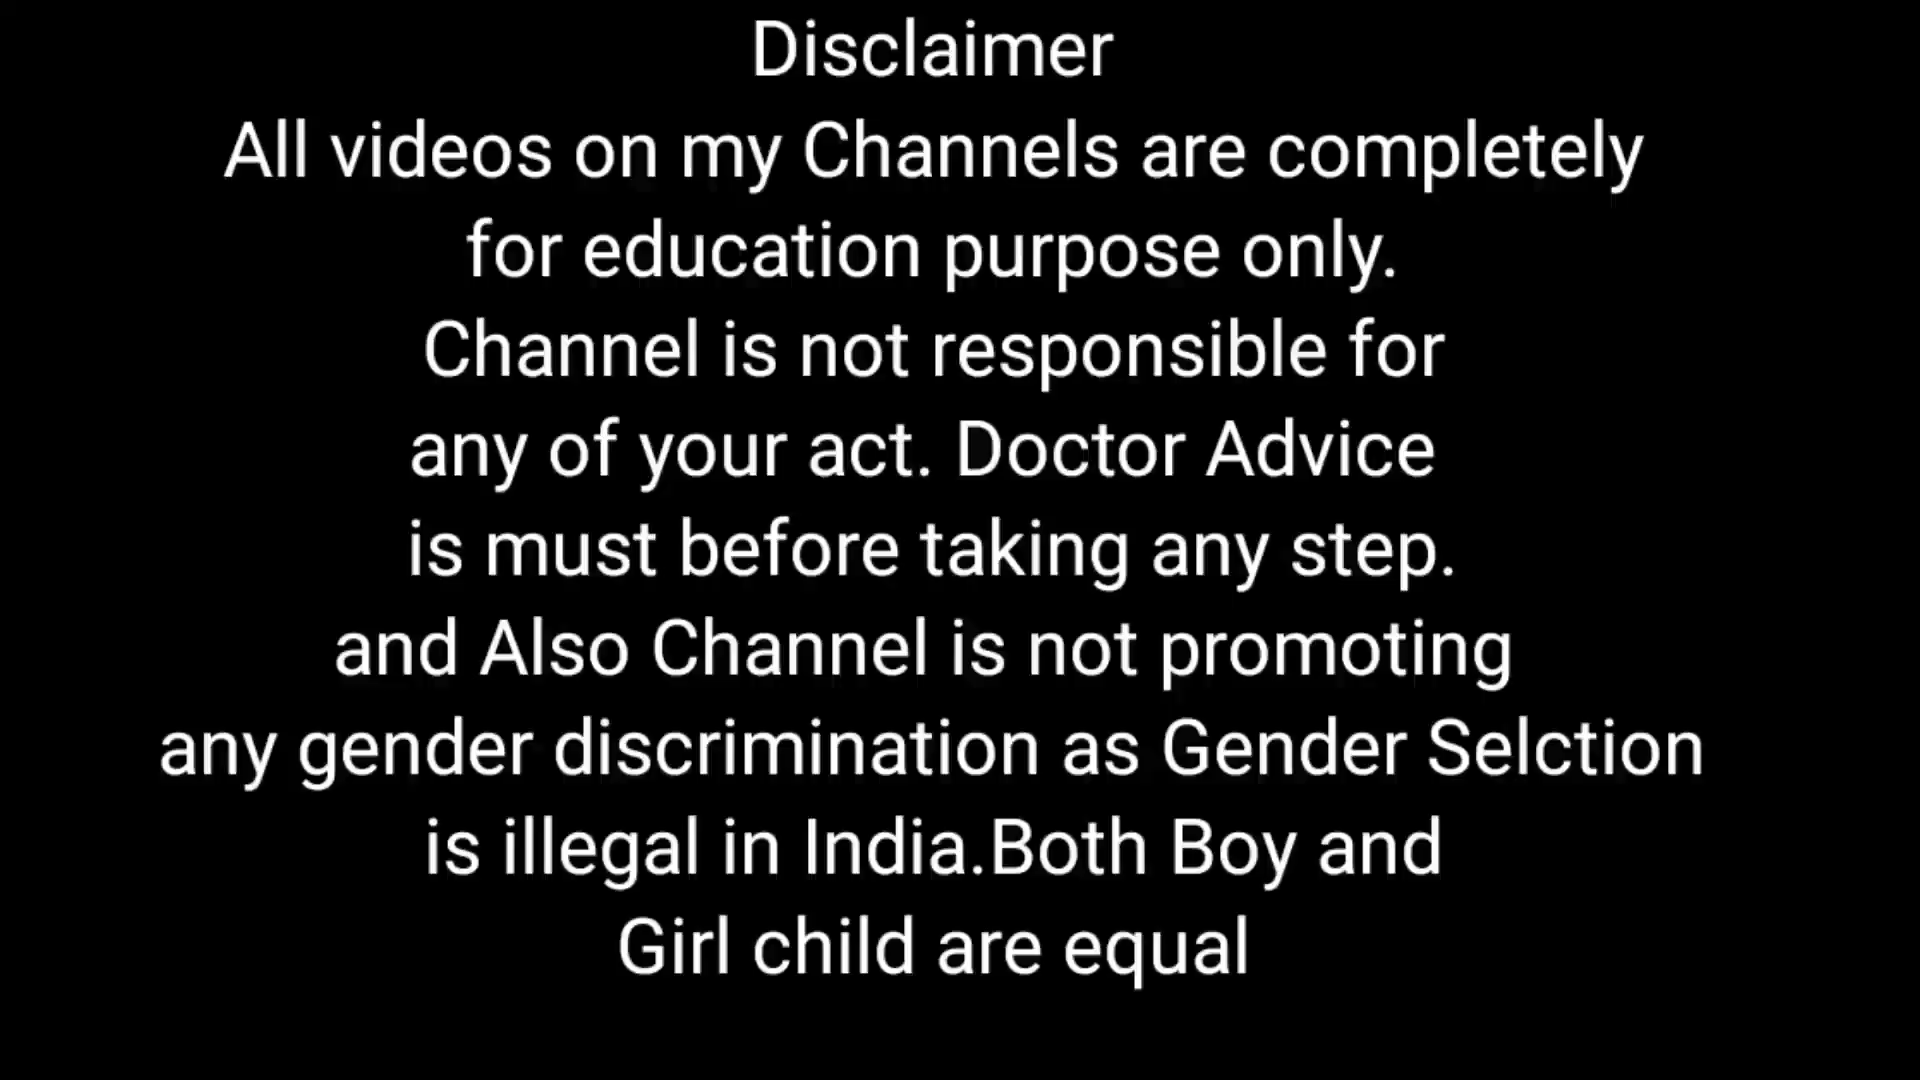 Disclaimer
All videos on my Channels are completely
for education purpose only.
Channel is not responsible for
any of your act. Doctor Advice
is must before taking any step.
and Also Channel is not promoting
any gender discrimination as Gender Selction
is illegal in India.Both Boy and
Girl child are equal